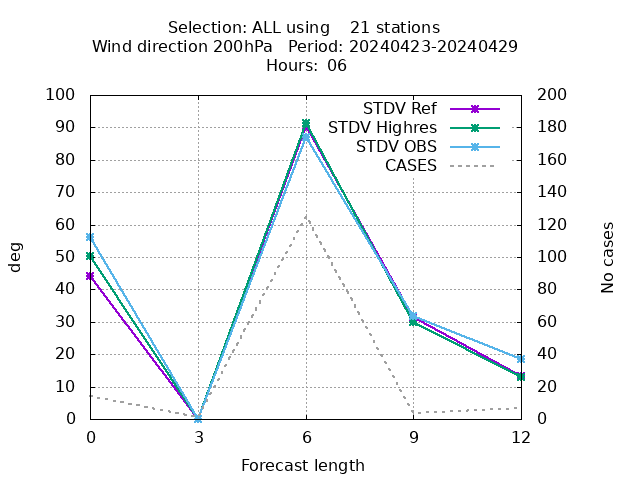 Selection: ALL using    21 stations
Wind direction 200hPa   Period: 20240423-20240429
Hours: 06
100
90
80
70
60
50
40
30
20
10
0
deg
200
180
160
140
120
100
80
60
40
20
0
No cases
STDV Ref
STDV Highres
STDV OBS
CASES
0 3 6 9 12
Forecast length